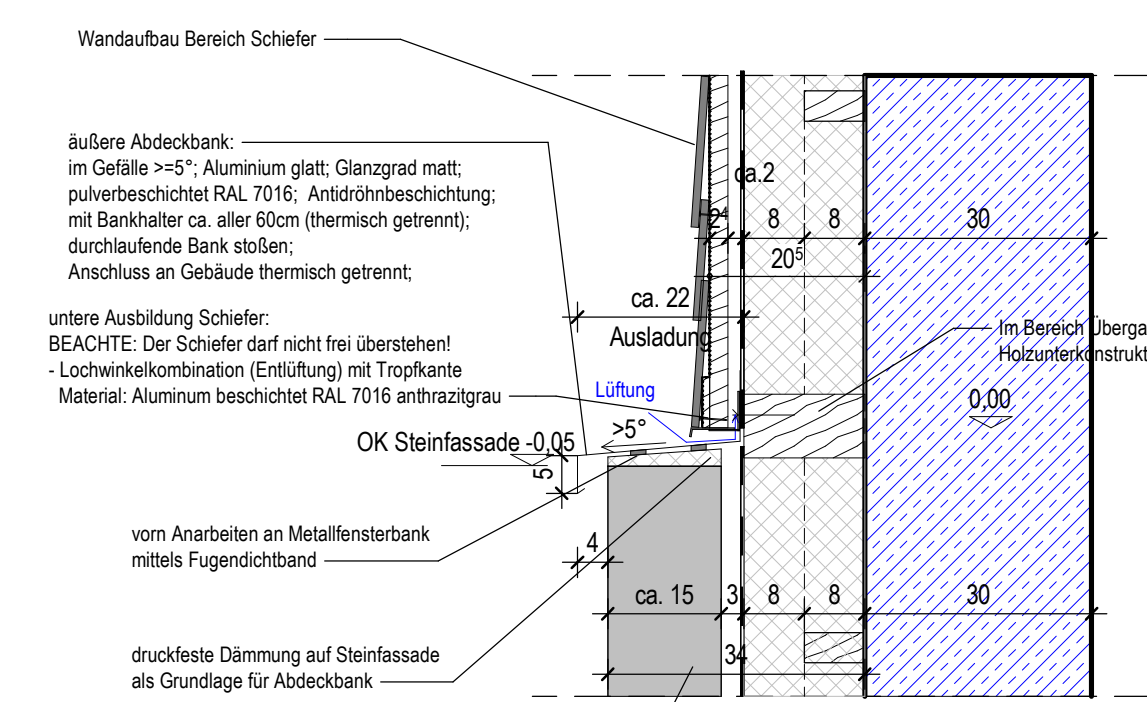 Wandaufbau Bereich Schiefer
äußere Abdeckbank:
im Gefälle >=5°; Aluminium glatt; Glanzgrad matt;
pulverbeschichtet RAL 7016; Antidröhnbeschichtung;
mit Bankhalter ca. aller 60cm (thermisch getrennt);
durchlaufende Bank stoßen;
Anschluss an Gebäude thermisch getrennt;
untere Ausbildung Schiefer:
BEACHTE: Der Schiefer darf nicht frei überstehen!
- Lochwinkelkombination (Entlüftung) mit Tropfkante
Material: Aluminum beschichtet RAL 7016 anthrazitgrau
OK Steinfassade -0,05
5
vorn Anarbeiten an Metallfensterbank
mittels Fugendichtband
druckfeste Dämmung auf Steinfassade
als Grundlage für Abdeckbank
ca.2
2⁴ 8 8 30
20⁵
ca. 22
Ausladung
Lüftung
>5°
Im Bereich Überga
Holzunterkonstrukt
0,00
4
ca. 15 3 8 8 30
34